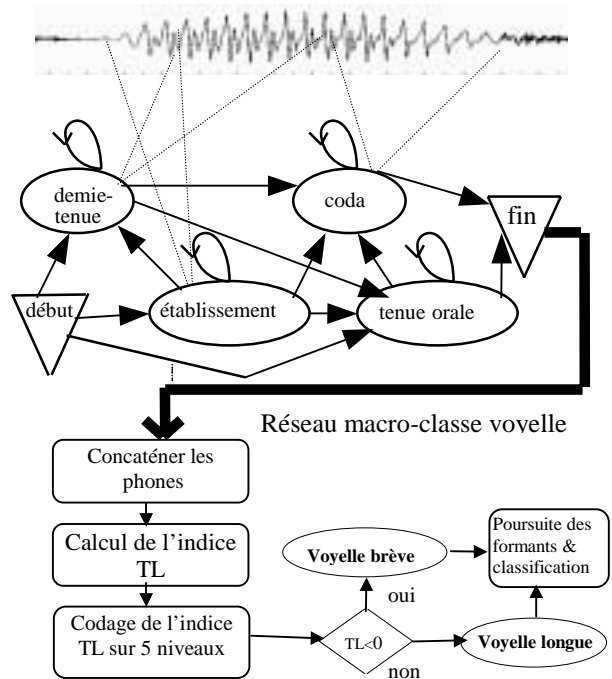 demie-
tenue
coda
fin
début
établissement
tenue orale
Réseau macro-classe voyelle
Concaténer les
phones
Calcul de l’indice
TL
Codage de l’indice
TL sur 5 niveaux
Voyelle brève
oui
TL<0
non
Voyelle longue
Poursuite des
formants &
classification